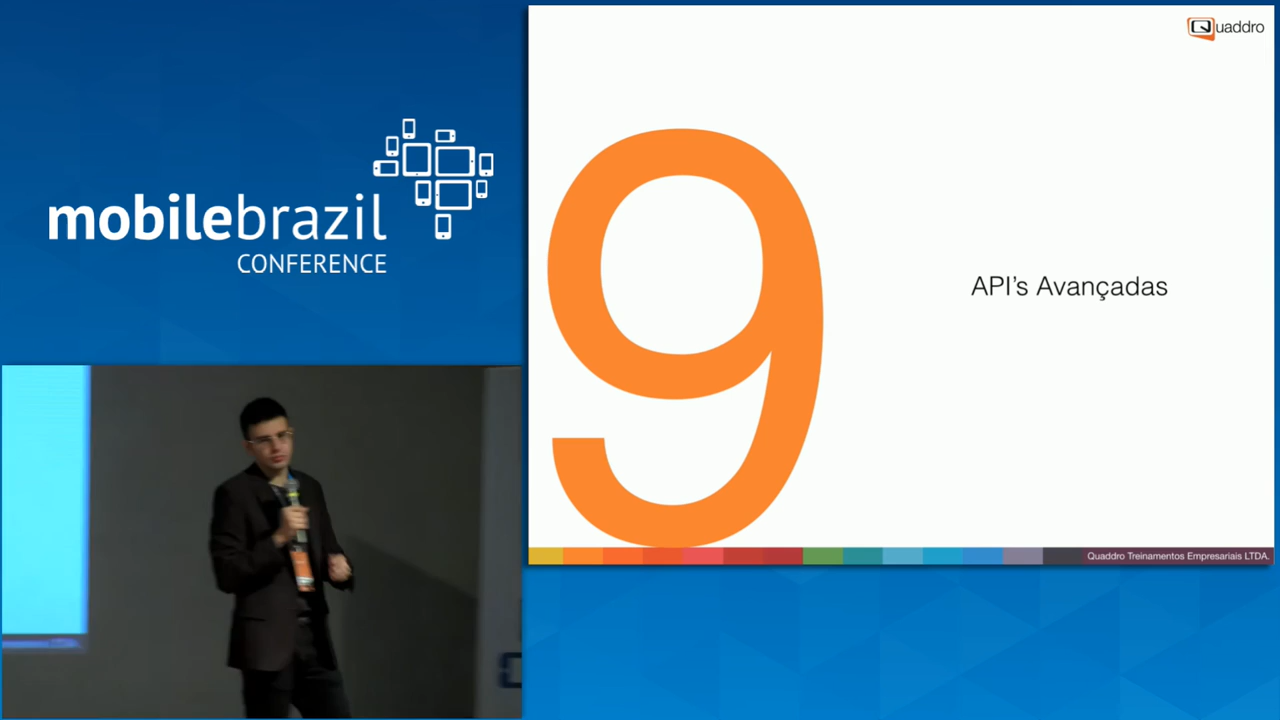 mobilebrazil
CONFERENCE
Quaddro
9
API’s Avançadas
Quaddro Treinamentos Empresariais LTDA.